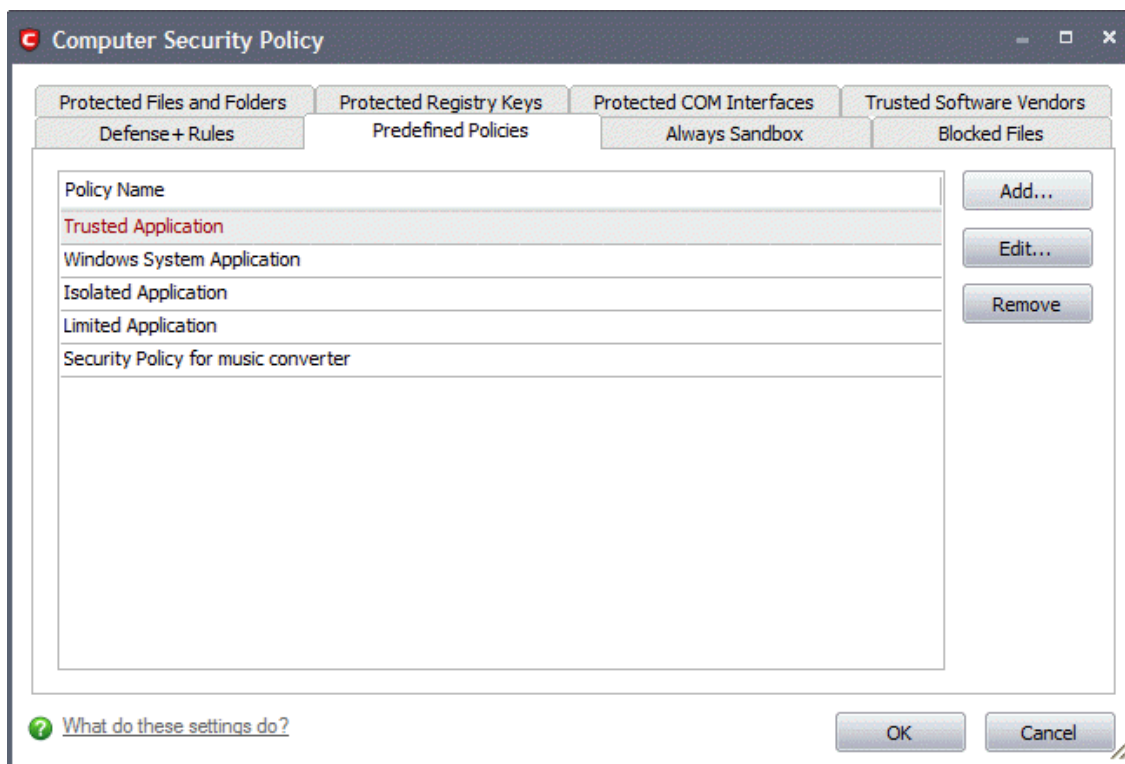 Computer Security Policy
Protected Files and Folders
Protected Registry Keys
Protected COM Interfaces
Trusted Software Vendors
Defense+ Rules
Predefined Policies
Always Sandbox
Blocked Files
Policy Name
Trusted Application
Windows System Application
Isolated Application
Limited Application
Security Policy for music converter
Add...
Edit...
Remove
What do these settings do?
OK
Cancel